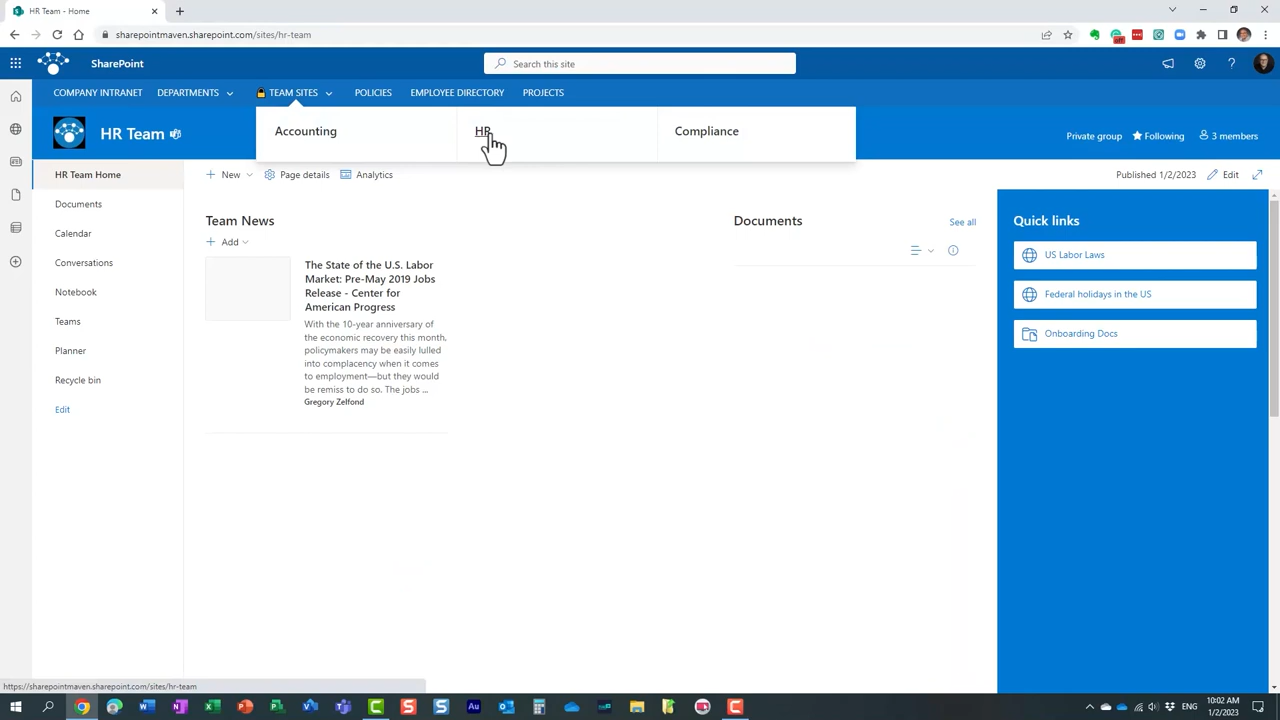 HR Team - Home
sharepointmaven.sharepoint.com/sites/hr-team
SharePoint
Search this site
COMPANY INTRANET
DEPARTMENTS
TEAM SITES
POLICIES
EMPLOYEE DIRECTORY
PROJECTS
Accounting
HR
Compliance
HR Team
Private group
Following
3 members
HR Team Home
New
Page details
Analytics
Published 1/2/2023
Edit
Documents
Calendar
Conversations
Notebook
Teams
Planner
Recycle bin
Edit
Team News
Add
The State of the U.S. Labor
Market: Pre-May 2019 Jobs
Release - Center for
American Progress
With the 10-year anniversary of
the economic recovery this month,
policymakers may be easily lulled
into complacency when it comes
to employment—but they would
be remiss to do so. The jobs ...
Gregory Zelfond
Documents
See all
Quick links
US Labor Laws
Federal holidays in the US
Onboarding Docs
https://sharepointmaven.sharepoint.com/sites/hr-team
ENG
10:02 AM
1/2/2023